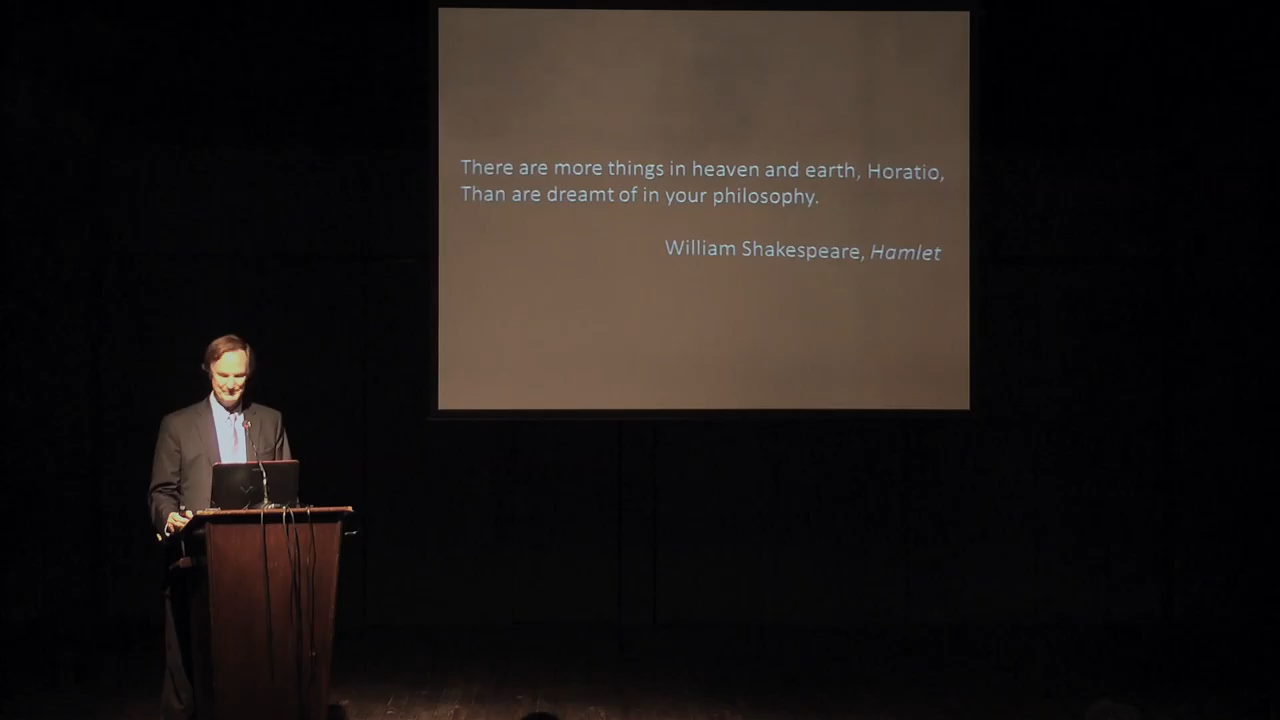 There are more things in heaven and earth, Horatio,
Than are dreamt of in your philosophy.
William Shakespeare, Hamlet